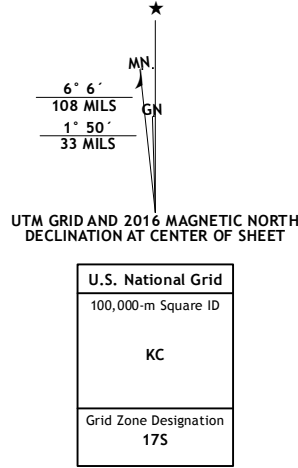 MN.
6° 6´
108 MILS
GN
1° 50´
33 MILS
UTM GRID AND 2016 MAGNETIC NORTH
DECLINATION AT CENTER OF SHEET
U.S. National Grid
100,000-m Square ID
KC
Grid Zone Designation
17S